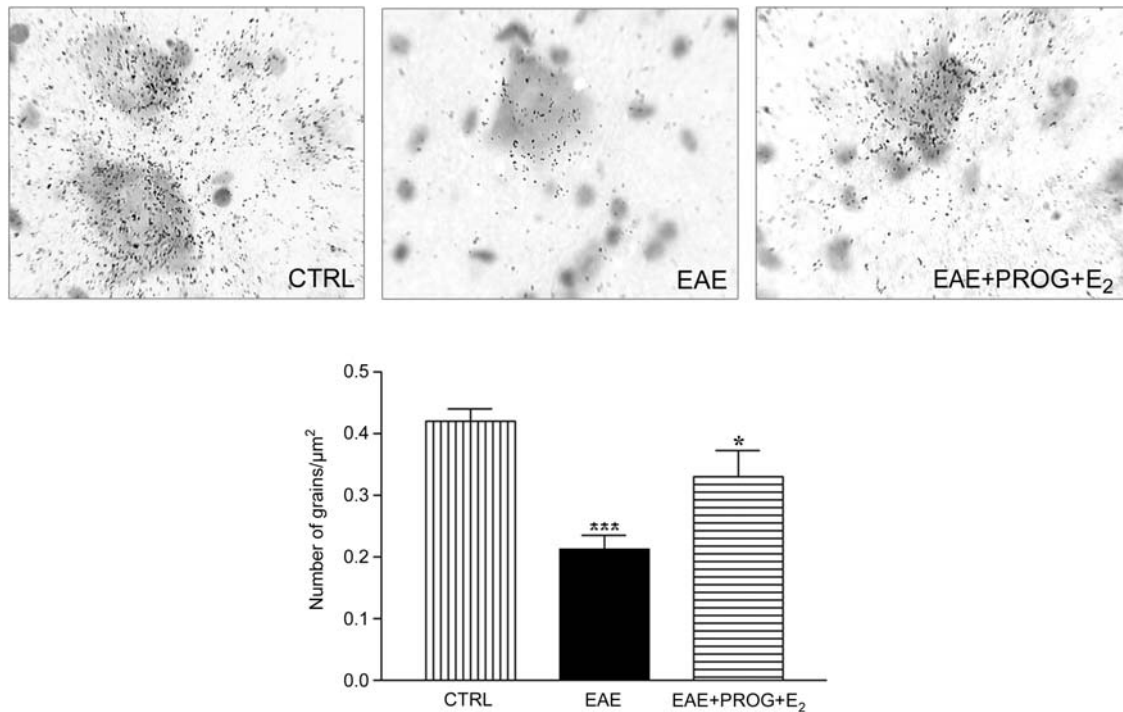 CTRL
EAE
EAE+PROG+E₂
Number of grains/µm²
0.5
0.4
0.3
0.2
0.1
0.0
***
*
CTRL
EAE
EAE+PROG+E₂